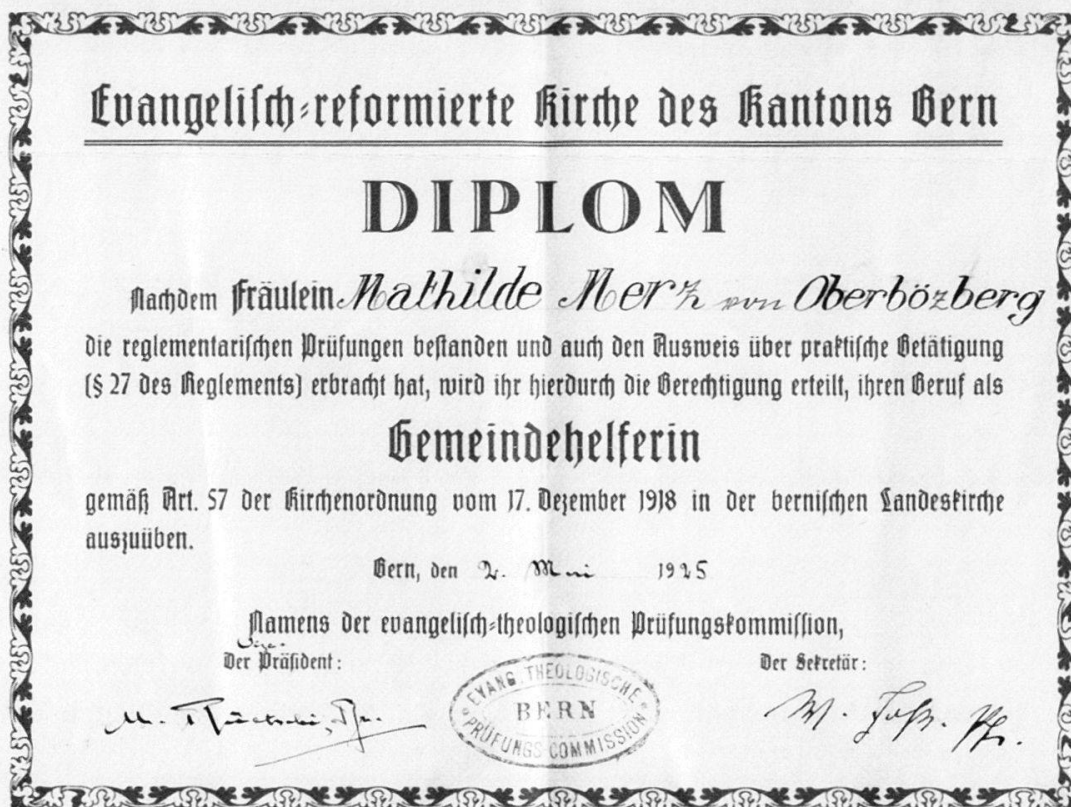 Evangelisch-reformierte Kirche des Kantons Bern
DIPLOM
Nachdem Fräulein Mathilde Merz von Oberbözberg
die reglementarischen Prüfungen bestanden und auch den Ausweis über praktische Betätigung
(§ 27 des Reglements) erbracht hat, wird ihr hierdurch die Berechtigung erteilt, ihren Beruf als
Gemeindehelferin
gemäß Art. 57 der Kirchenordnung vom 17. Dezember 1918 in der bernischen Landeskirche
auszuüben.
Bern, den 2. Mai 1925
Namens der evangelisch-theologischen Prüfungskommission,
Der Präsident: Der Sekretär:
EVANG. THEOLOGISCHE
BERN
PRÜFUNGS-COMMISSION